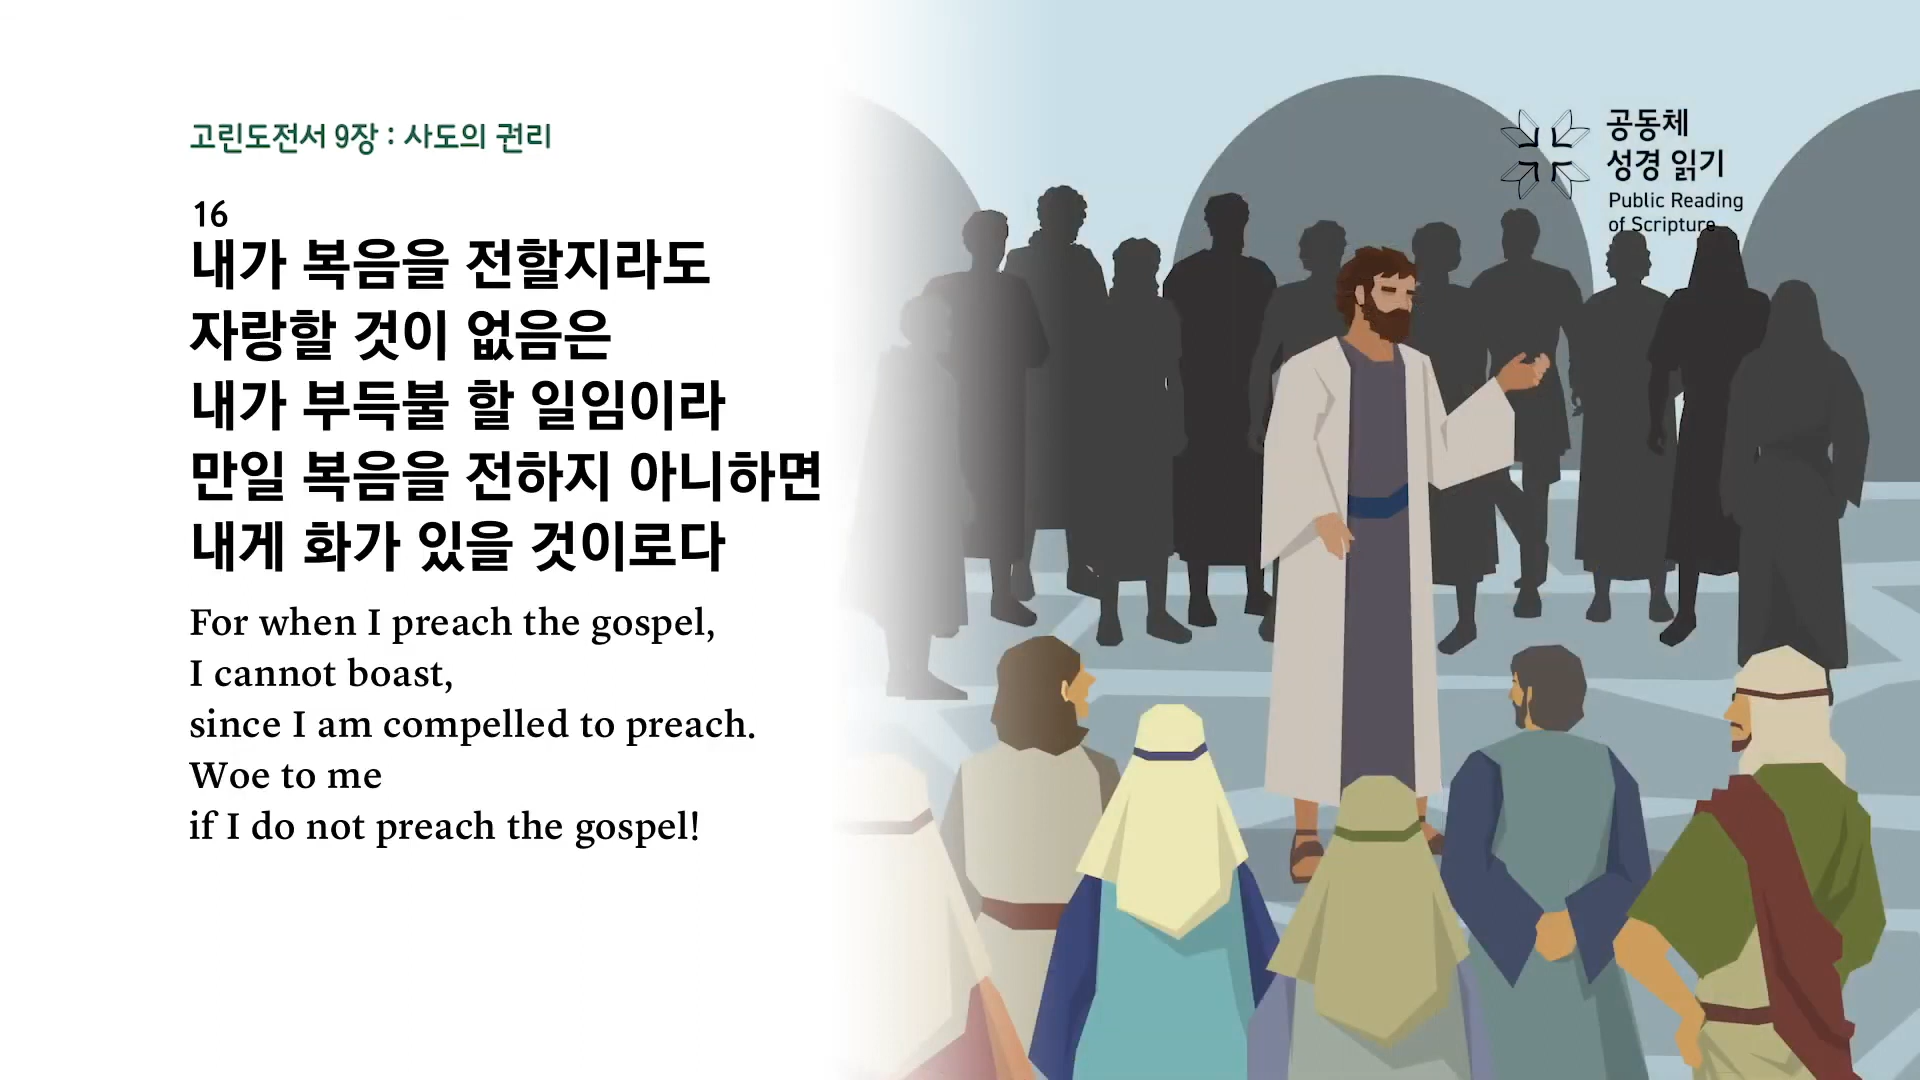 고린도전서 9장 : 사도의 권리
16
내가 복음을 전할지라도
자랑할 것이 없음은
내가 부득불 할 일임이라
만일 복음을 전하지 아니하면
내게 화가 있을 것이로다
For when I preach the gospel,
I cannot boast,
since I am compelled to preach.
Woe to me
if I do not preach the gospel!
공동체
성경 읽기
Public Reading
of Scripture